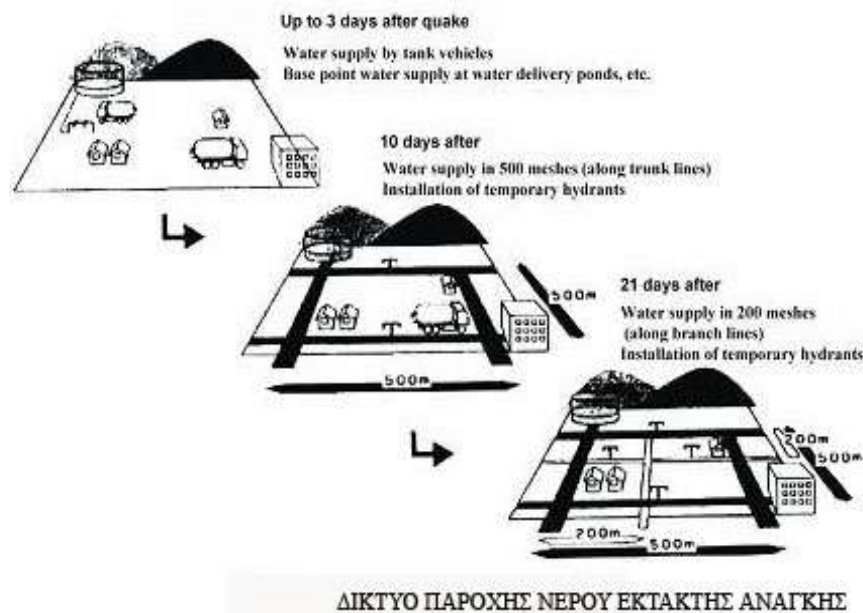 Up to 3 days after quake
Water supply by tank vehicles
Base point water supply at water delivery ponds, etc.
10 days after
Water supply in 500 meshes (along trunk lines)
Installation of temporary hydrants
500m
500m
21 days after
Water supply in 200 meshes
(along branch lines)
Installation of temporary hydrants
200m
500m
200m
500m
ΔΙΚΤΥΟ ΠΑΡΟΧΗΣ ΝΕΡΟΥ ΕΚΤΑΚΤΗΣ ΑΝΑΓΚΗΣ